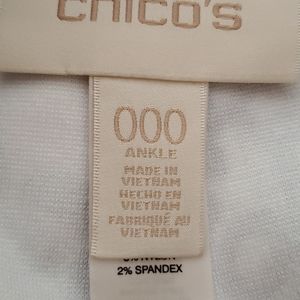 chico's
000
ANKLE
MADE IN
VIETNAM
HECHO EN
VIETNAM
FABRIQUÉ AU
VIETNAM
2% SPANDEX